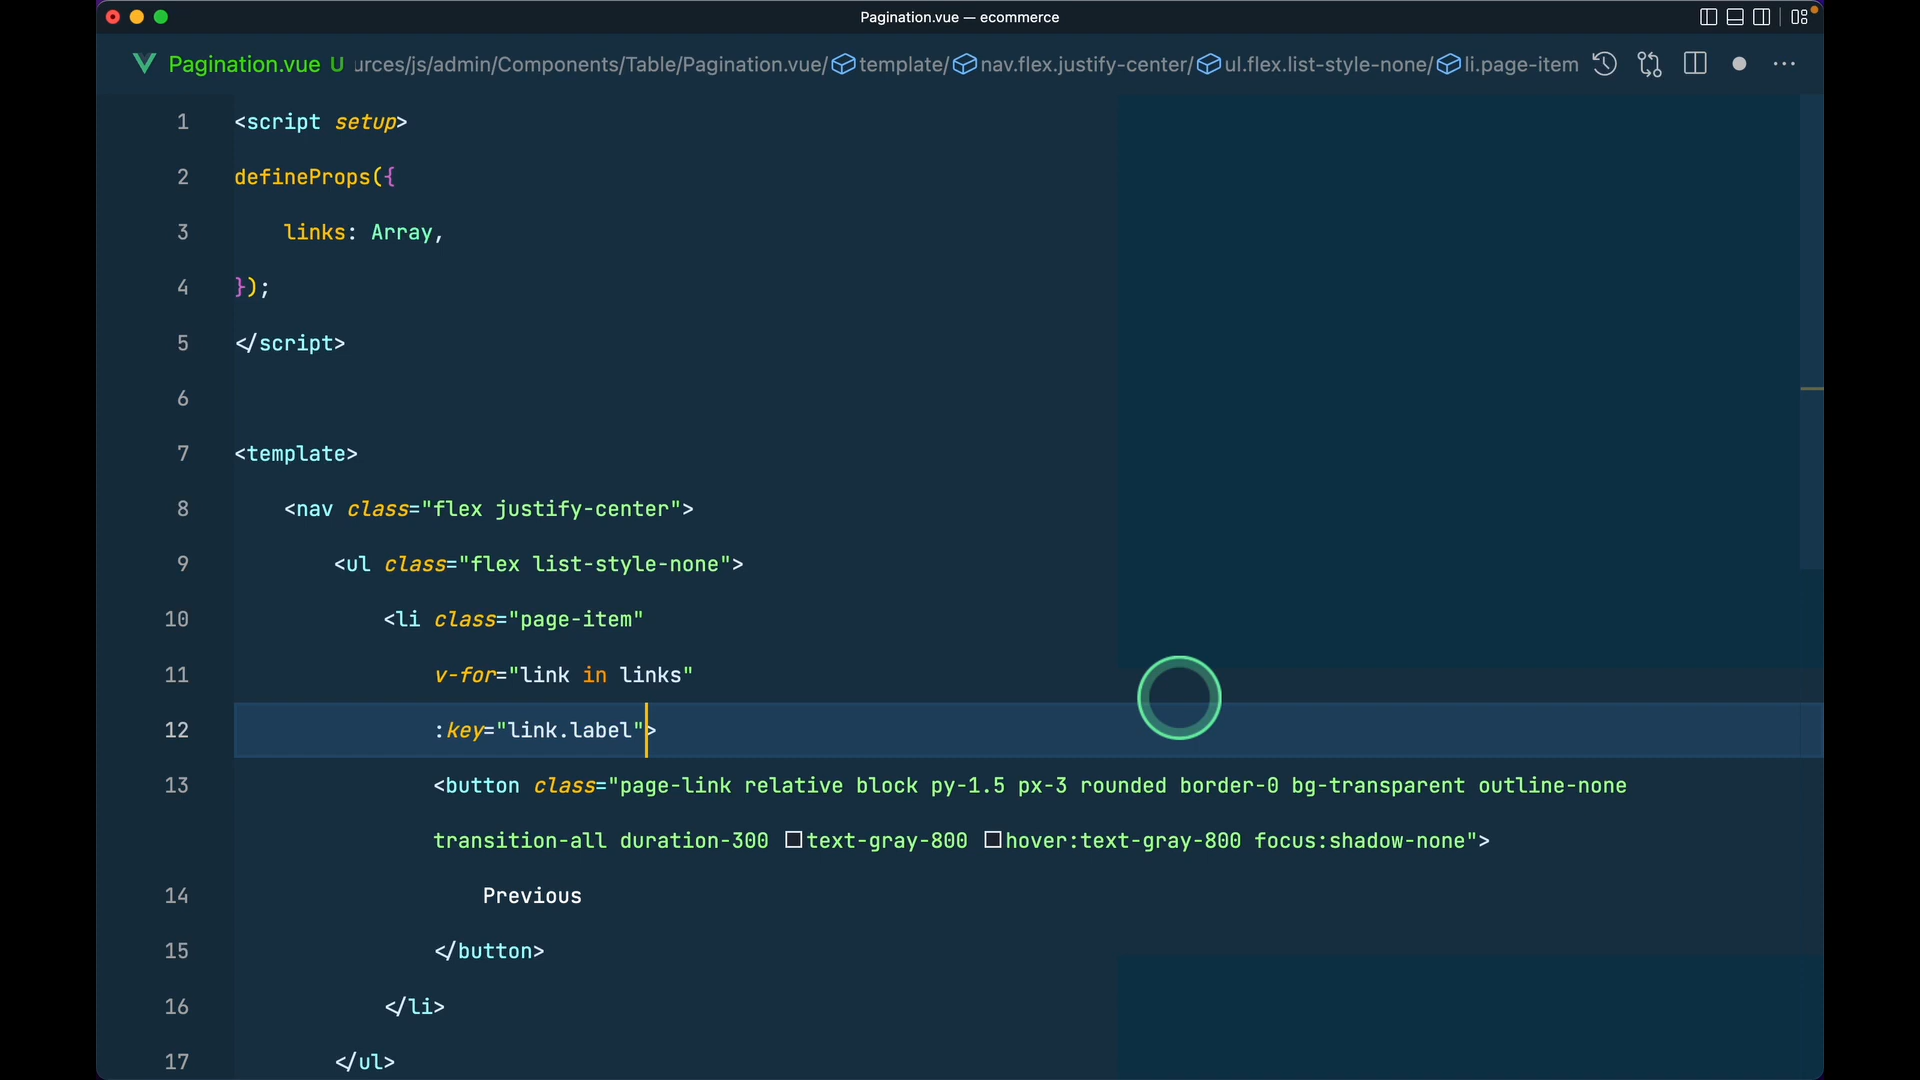 Pagination.vue — ecommerce
Pagination.vue U urces/js/admin/Components/Table/Pagination.vue/ template/ nav.flex.justify-center/ ul.flex.list-style-none/ li.page-item
1 <script setup>
2 defineProps({
3 links: Array,
4 });
5 </script>
6
7 <template>
8 <nav class="flex justify-center">
9 <ul class="flex list-style-none">
10 <li class="page-item"
11 v-for="link in links"
12 :key="link.label">
13 <button class="page-link relative block py-1.5 px-3 rounded border-0 bg-transparent outline-none
transition-all duration-300 text-gray-800 hover:text-gray-800 focus:shadow-none">
14 Previous
15 </button>
16 </li>
17 </ul>